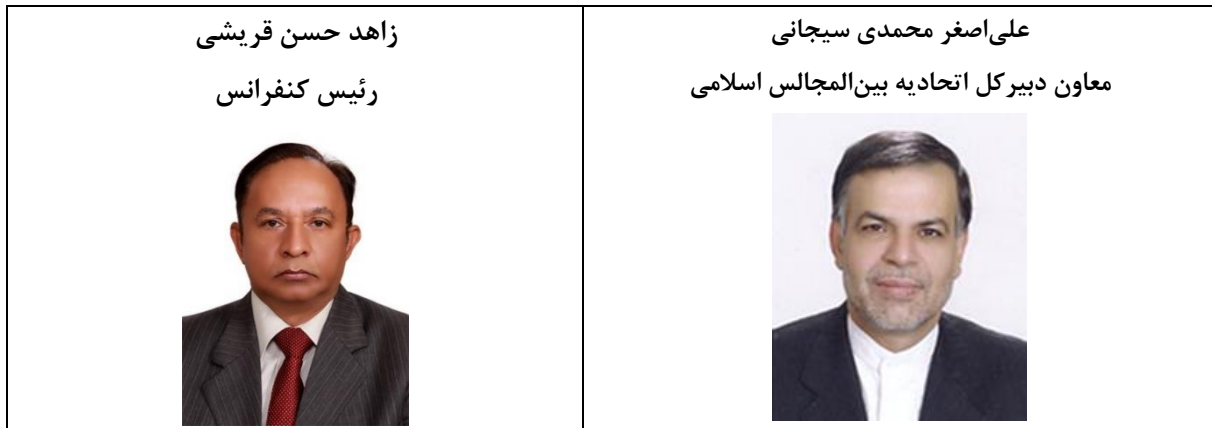 علی‌اصغر محمدی سیجانی
معاون دبیرکل اتحادیه بین‌المجالس اسلامی
زاهد حسن قریشی
رئیس کنفرانس